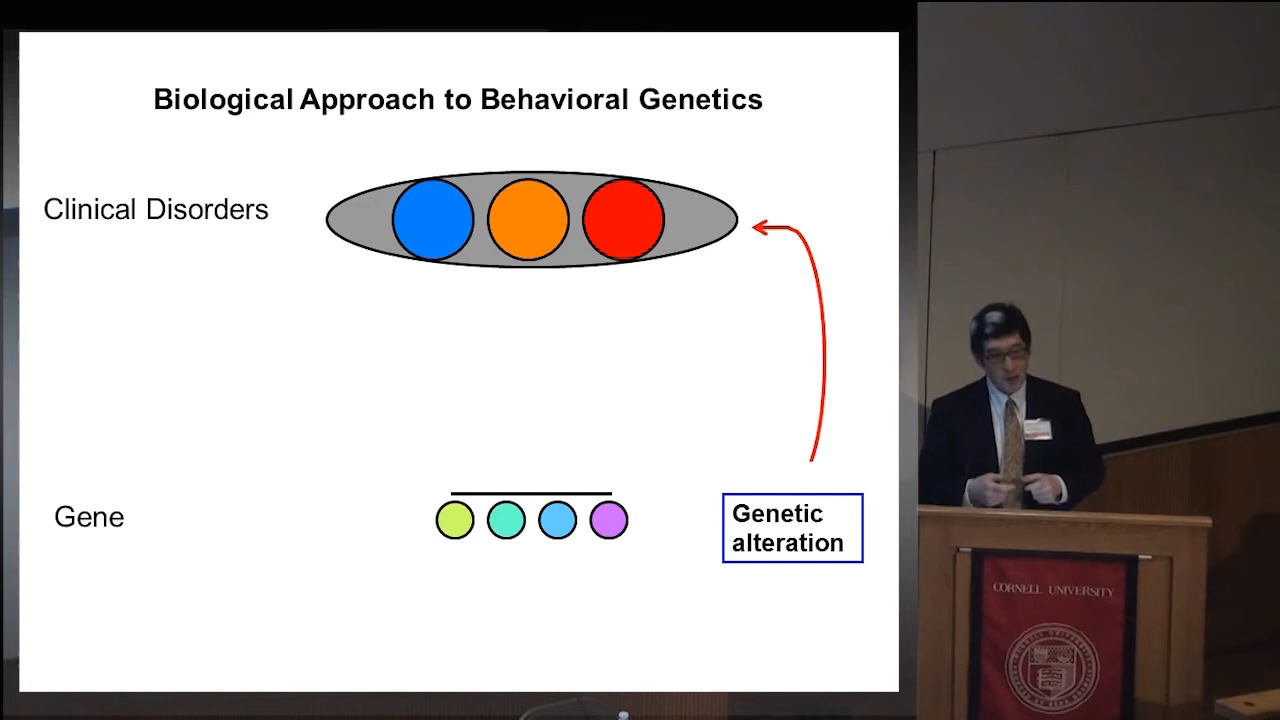 Biological Approach to Behavioral Genetics
Clinical Disorders
Gene
Genetic
alteration
CORNELL UNIVERSITY